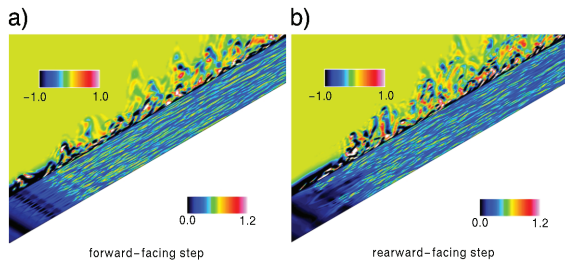 a)
b)
−1.0 1.0
−1.0 1.0
0.0 1.2
0.0 1.2
forward−facing step
rearward−facing step